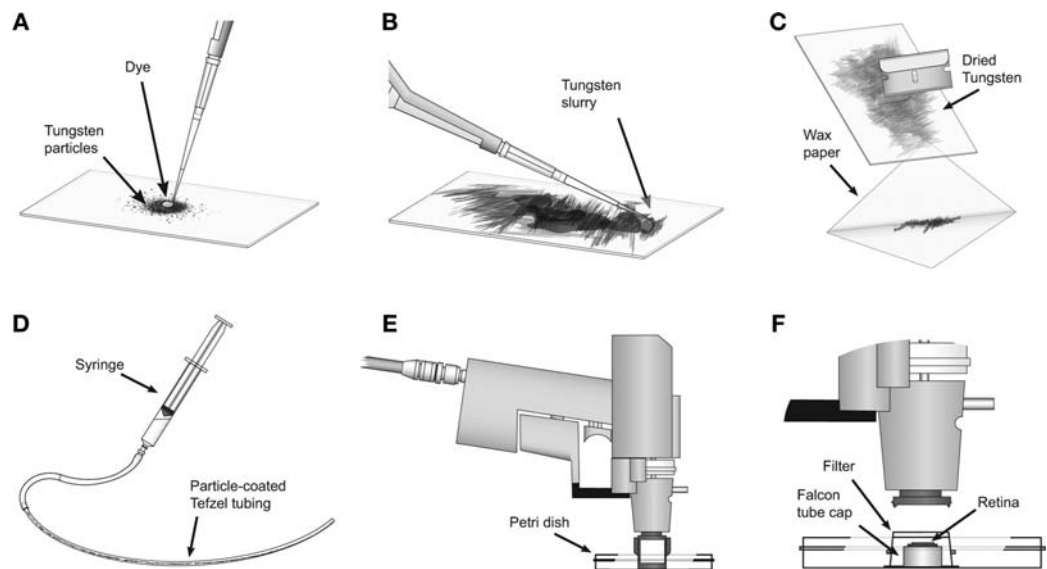 A
Dye
Tungsten
particles
B
Tungsten
slurry
C
Dried
Tungsten
Wax
paper
D
Syringe
Particle-coated
Tefzel tubing
E
Petri dish
F
Filter
Falcon
tube cap
Retina